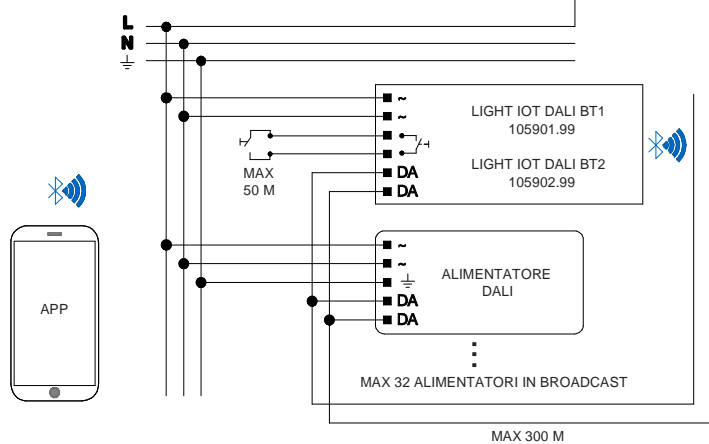 L
N
~
LIGHT IOT DALI BT1
~
105901.99
LIGHT IOT DALI BT2
MAX
DA
105902.99
50 M
DA
~
~
ALIMENTATORE
DALI
APP
DA
DA
MAX 32 ALIMENTATORI IN BROADCAST
MAX 300 M